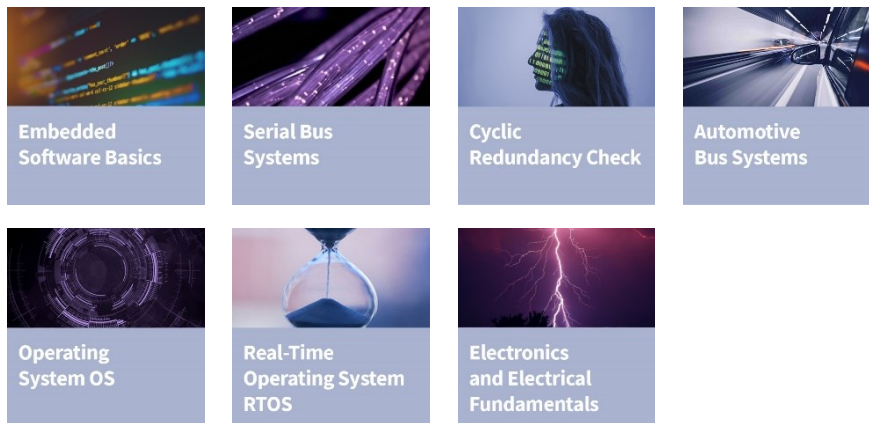 Embedded
Software Basics
Serial Bus
Systems
Cyclic
Redundancy Check
Automotive
Bus Systems
Operating
System OS
Real-Time
Operating System
RTOS
Electronics
and Electrical
Fundamentals